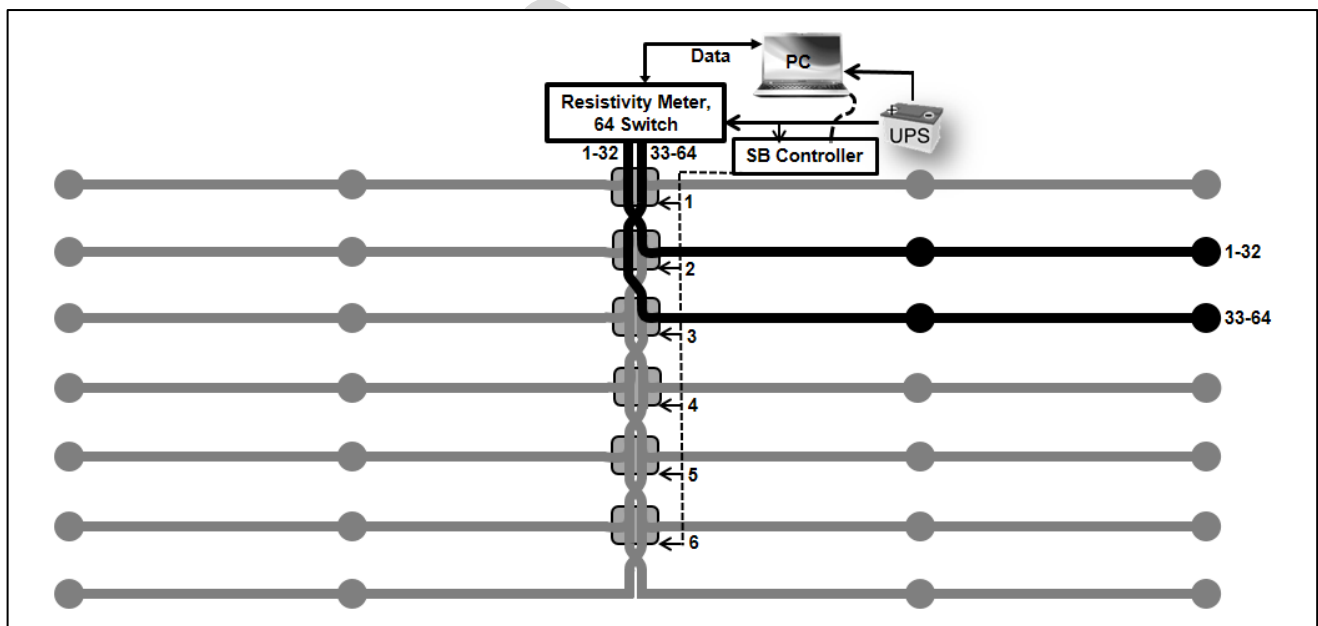 Data
PC
Resistivity Meter,
64 Switch
UPS
SB Controller
1-32
33-64
1
1-32
2
33-64
3
4
5
6